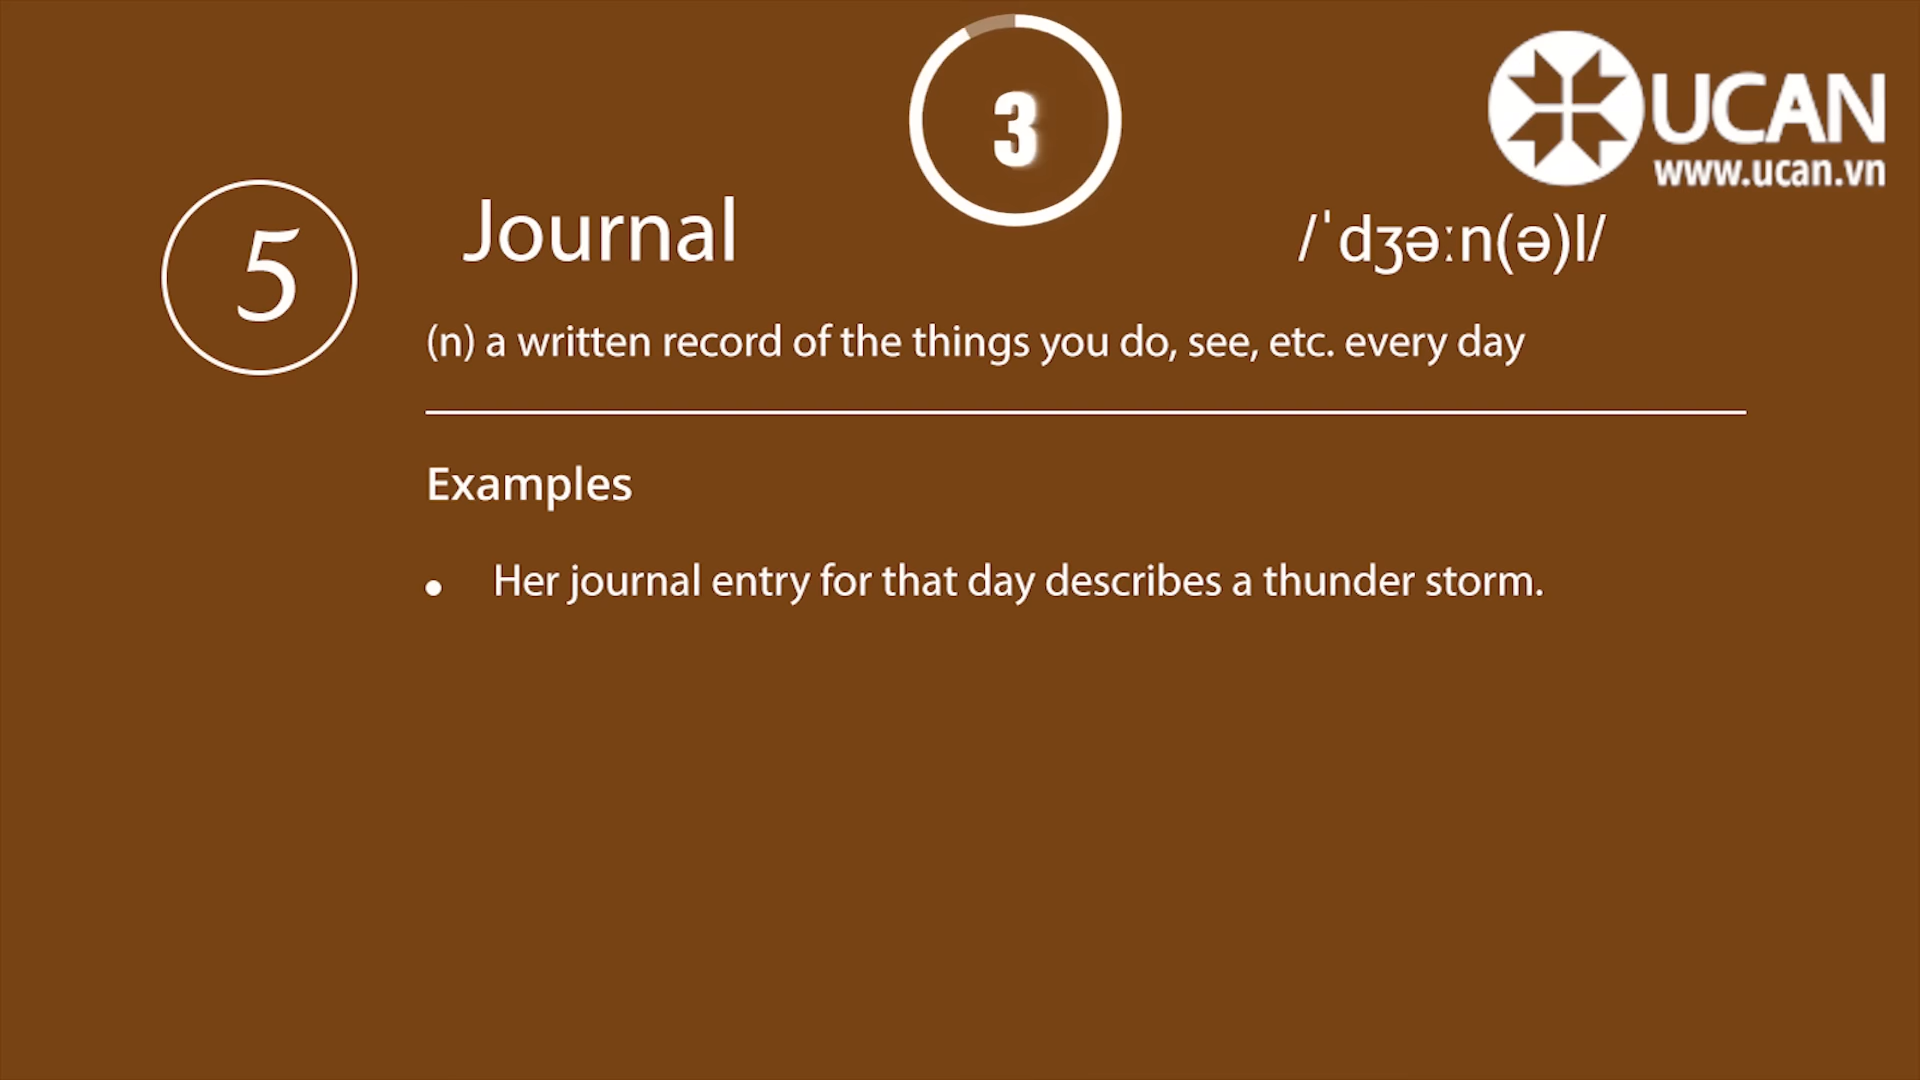 3
UCAN
www.ucan.vn
5
Journal
/ˈdʒəːn(ə)l/
(n) a written record of the things you do, see, etc. every day
Examples
• Her journal entry for that day describes a thunder storm.